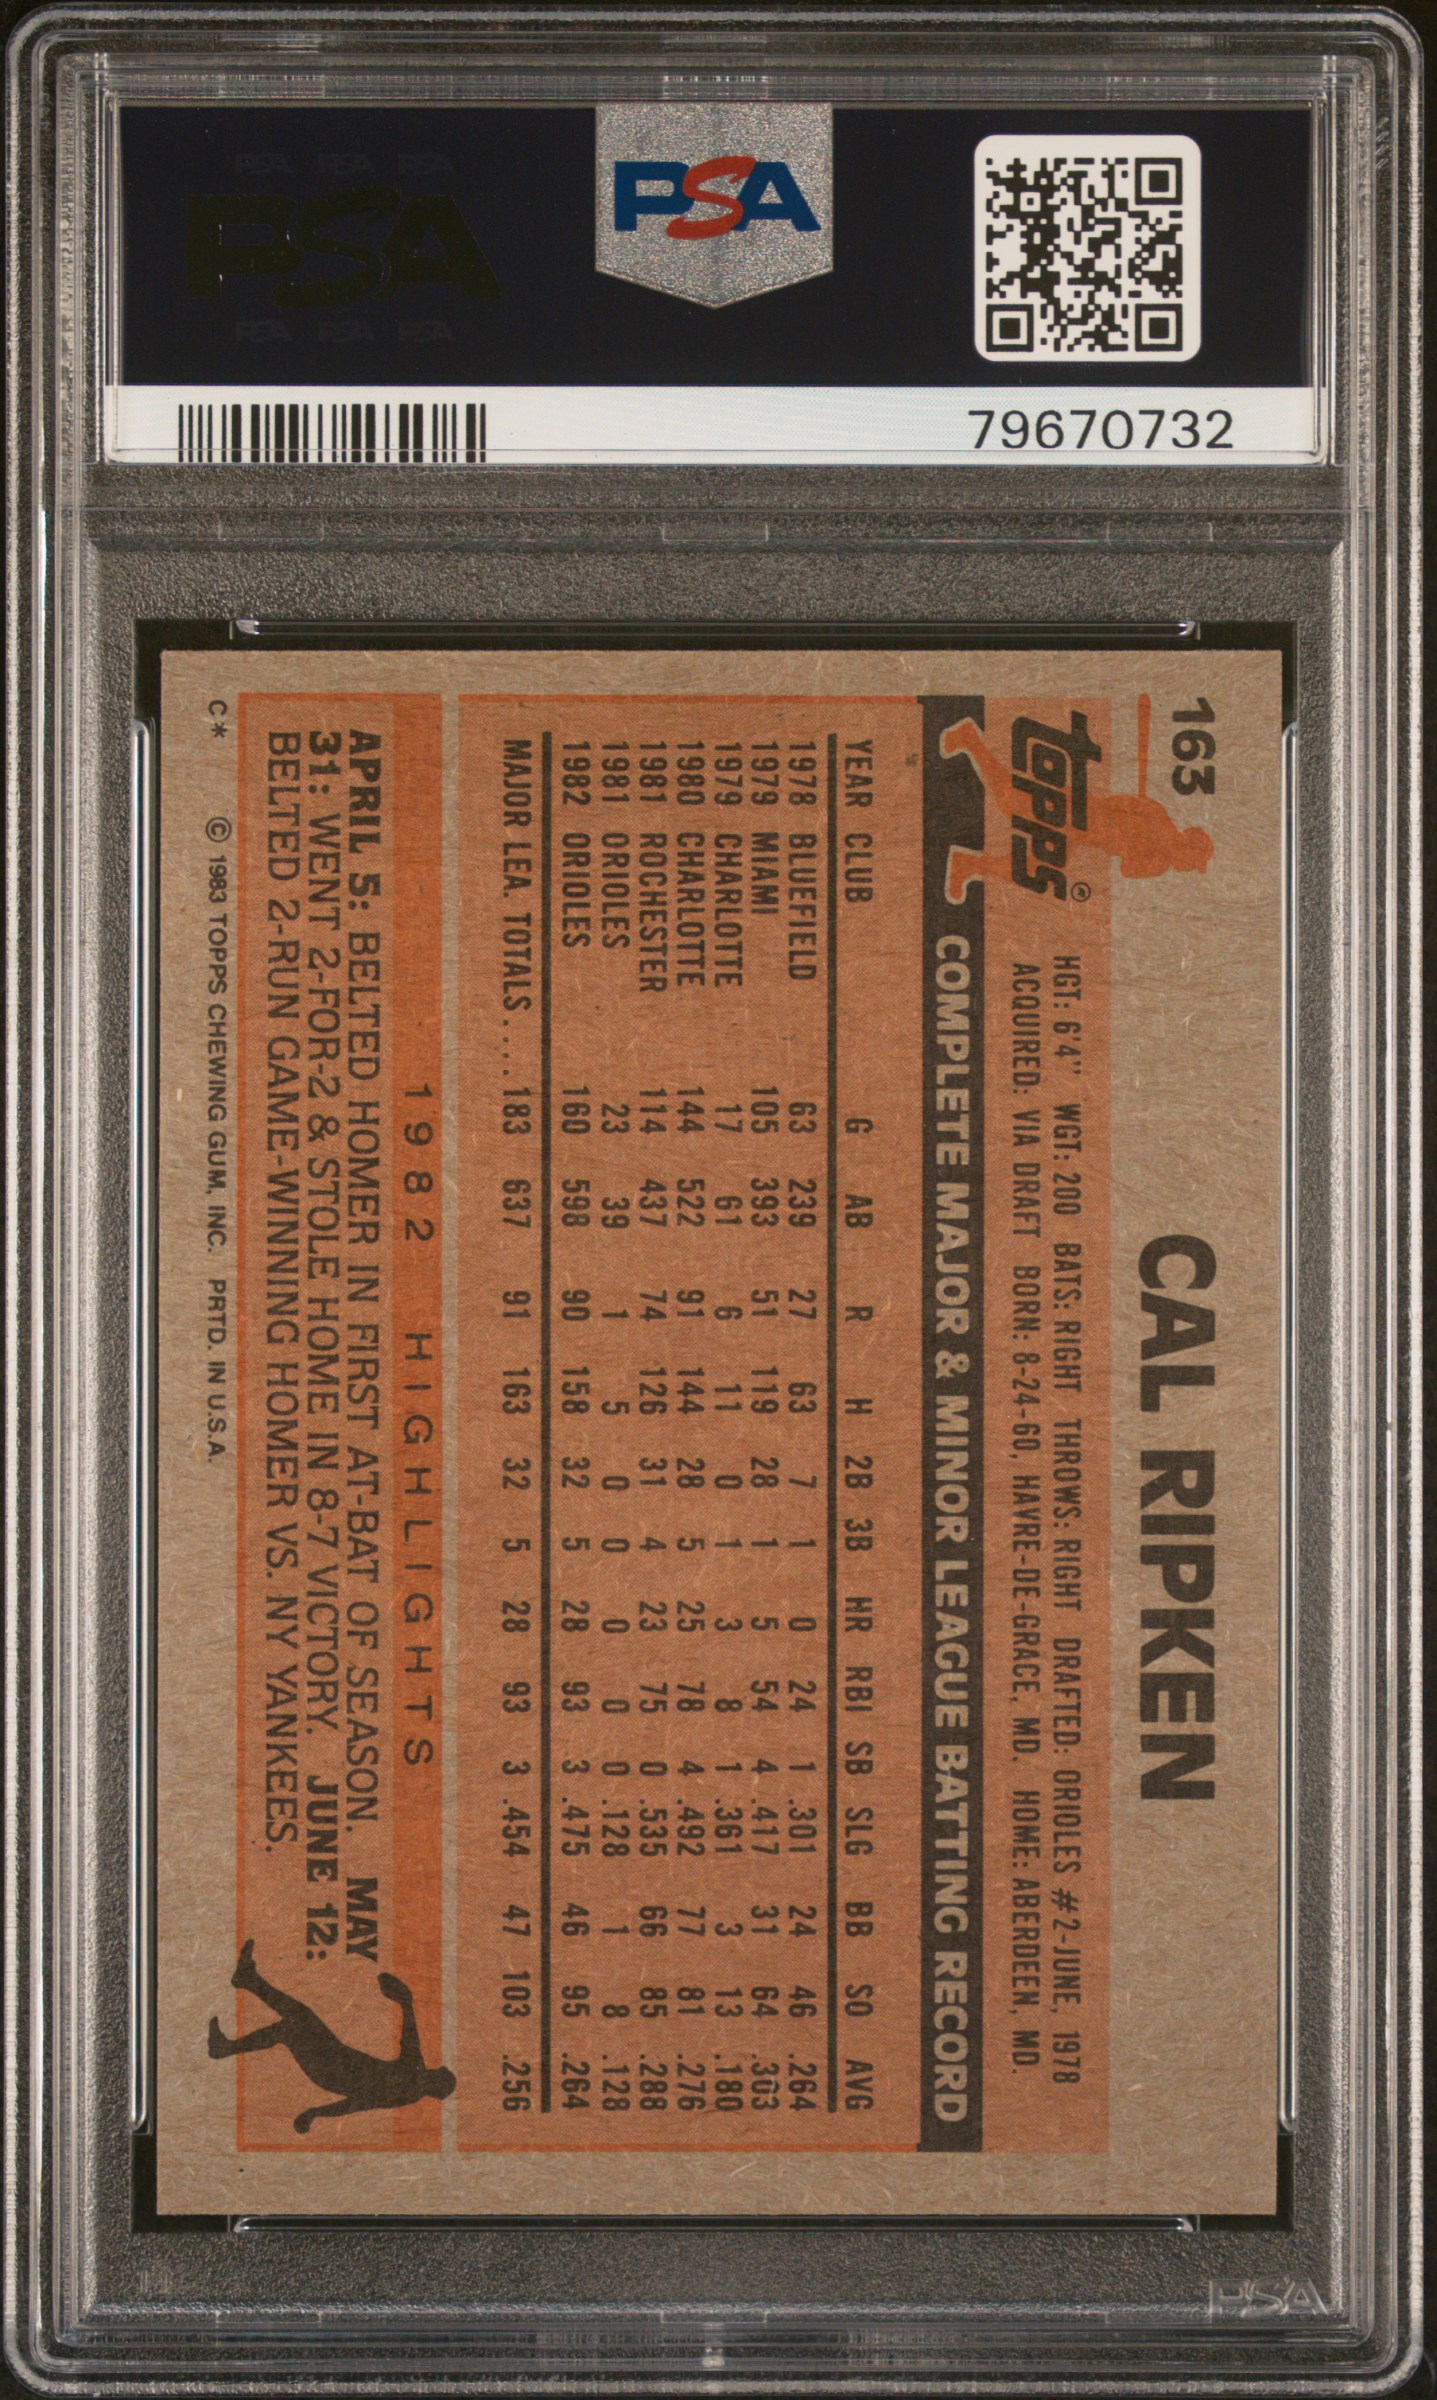 PSA PSA PSA
PSA
PSA PSA PSA
PSA
79670732
163
CAL RIPKEN
TOPPS®
HGT: 6'4" WGT: 200 BATS: RIGHT THROWS: RIGHT DRAFTED: ORIOLES #2-JUNE, 1978
ACQUIRED: VIA DRAFT BORN: 8-24-60, HAVRE-DE-GRACE, MD. HOME: ABERDEEN, MD.
COMPLETE MAJOR & MINOR LEAGUE BATTING RECORD
YEAR CLUB G AB R H 2B 3B HR RBI SB SLG BB SO AVG
1978 BLUEFIELD 63 239 27 63 7 1 0 24 1 .301 24 46 .264
1979 MIAMI 105 393 51 119 28 1 5 54 4 .417 31 64 .303
1979 CHARLOTTE 17 61 6 11 0 1 3 8 1 .361 3 13 .180
1980 CHARLOTTE 144 522 91 144 28 5 25 78 4 .492 77 81 .276
1981 ROCHESTER 114 437 74 126 31 4 23 75 0 .535 66 85 .288
1981 ORIOLES 23 39 1 5 0 0 0 0 0 .128 1 8 .128
1982 ORIOLES 160 598 90 158 32 5 28 93 3 .475 46 95 .264
MAJOR LEA. TOTALS.... 183 637 91 163 32 5 28 93 3 .454 47 103 .256
1982 HIGHLIGHTS
APRIL 5: BELTED HOMER IN FIRST AT-BAT OF SEASON. MAY
31: WENT 2-FOR-2 & STOLE HOME IN 8-7 VICTORY. JUNE 12:
BELTED 2-RUN GAME-WINNING HOMER VS. NY YANKEES.
C* © 1983 TOPPS CHEWING GUM, INC. PRTD. IN U.S.A.
PSA